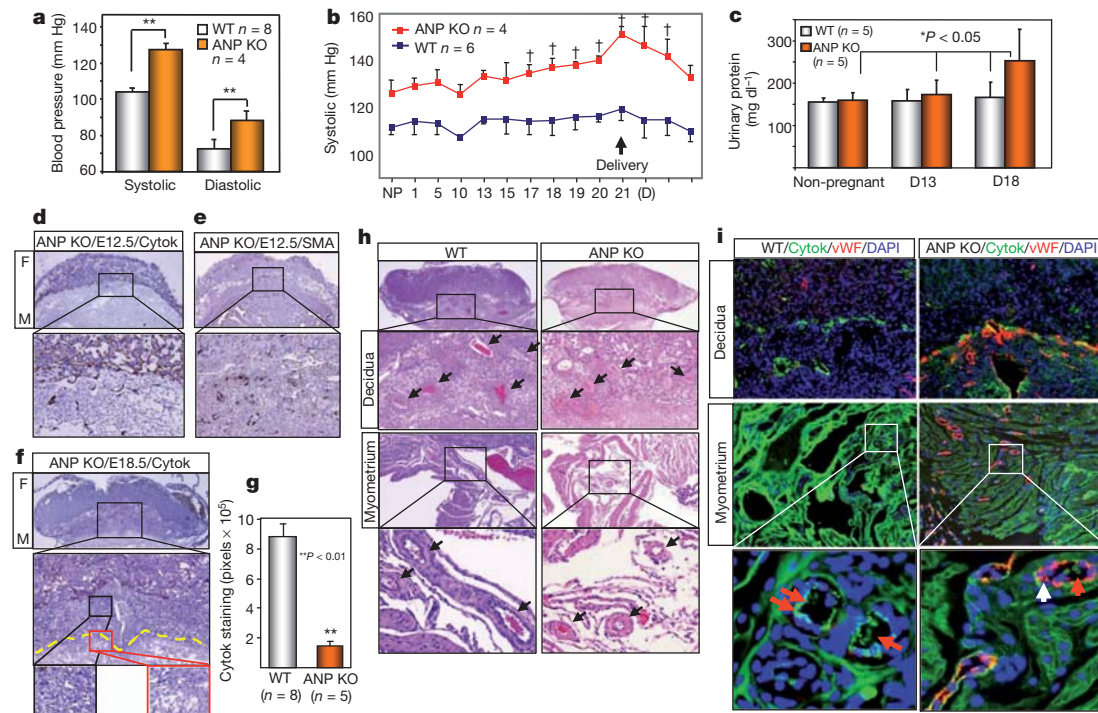 a
Blood pressure (mm Hg)
140
120
100
80
60
**
**
WT n = 8
ANP KO
n = 4
Systolic
Diastolic
b
Systolic (mm Hg)
160
140
120
100
ANP KO n = 4
WT n = 6
† † † † † † †
Delivery
NP 1 5 10 13 15 17 18 19 20 21 (D)
c
Urinary protein
(mg dl⁻¹)
300
200
100
WT (n = 5)
ANP KO
(n = 5)
*P < 0.05
Non-pregnant D13 D18
d
ANP KO/E12.5/Cytok
F
M
e
ANP KO/E12.5/SMA
f
ANP KO/E18.5/Cytok
F
M
g
Cytok staining (pixels × 10⁵)
10
8
6
4
2
**P < 0.01
**
WT
(n = 8)
ANP KO
(n = 5)
h
WT
ANP KO
Decidua
Myometrium
i
WT/Cytok/vWF/DAPI
ANP KO/Cytok/vWF/DAPI
Decidua
Myometrium